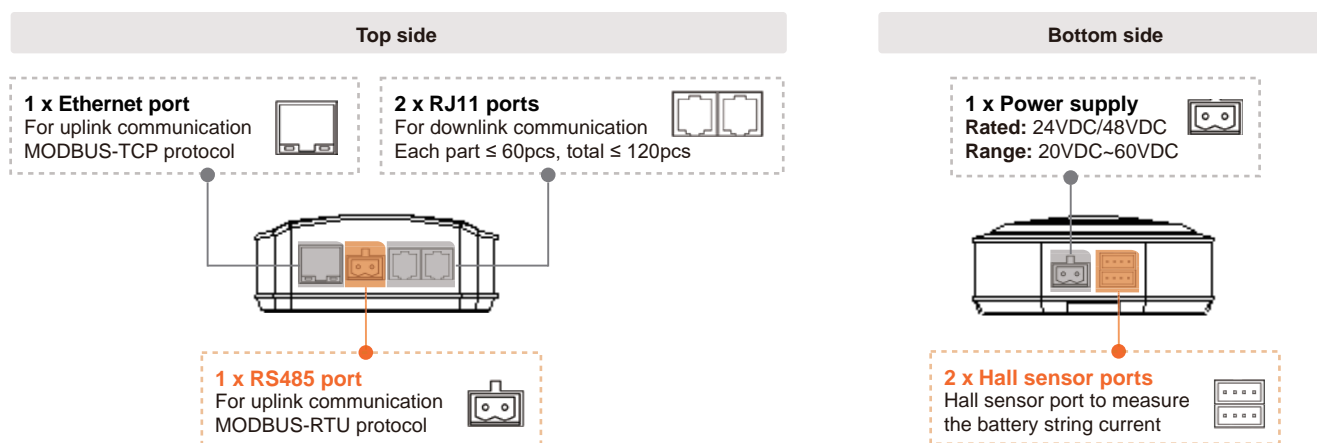 Top side
Bottom side
1 x Ethernet port
For uplink communication
MODBUS-TCP protocol
2 x RJ11 ports
For downlink communication
Each part ≤ 60pcs, total ≤ 120pcs
1 x Power supply
Rated: 24VDC/48VDC
Range: 20VDC~60VDC
1 x RS485 port
For uplink communication
MODBUS-RTU protocol
2 x Hall sensor ports
Hall sensor port to measure
the battery string current